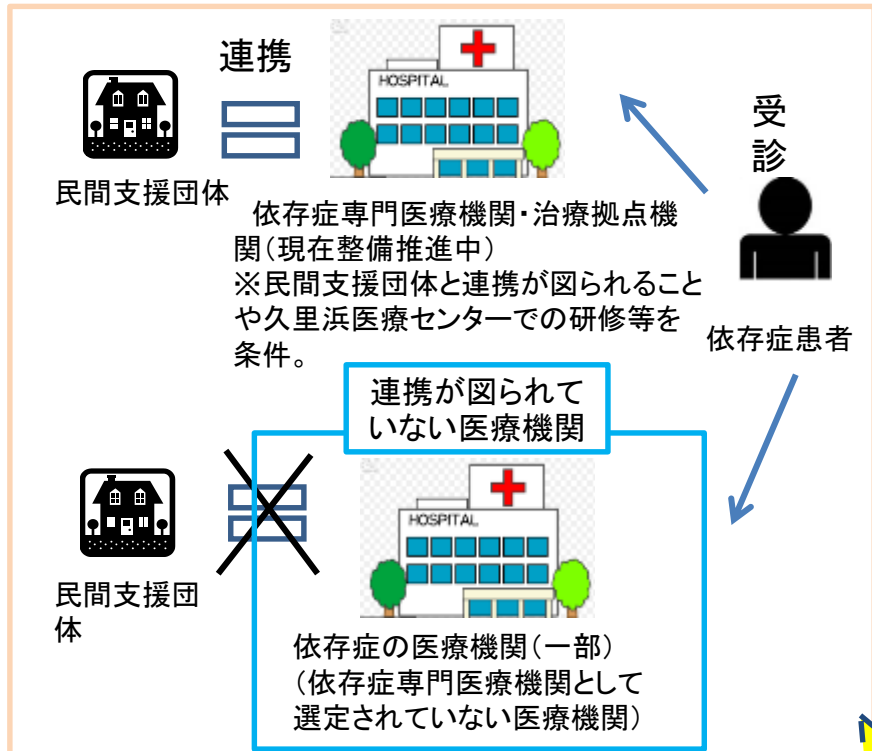 連携
HOSPITAL
受
診
民間支援団体
依存症専門医療機関・治療拠点機
関(現在整備推進中)
※民間支援団体と連携が図られること
や久里浜医療センターでの研修等を
条件。
依存症患者
連携が図られて
いない医療機関
HOSPITAL
民間支援団
体
依存症の医療機関(一部)
(依存症専門医療機関として
選定されていない医療機関)